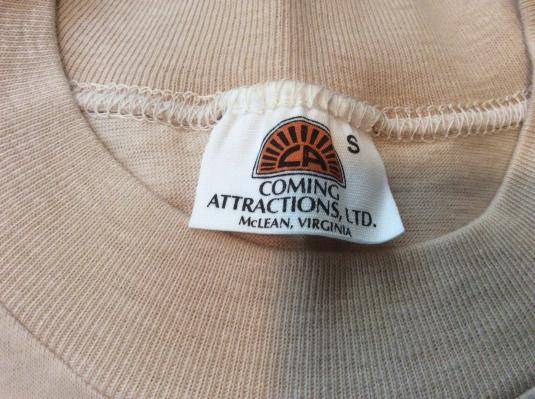 CA
S
COMING
ATTRACTIONS, LTD.
McLEAN, VIRGINIA